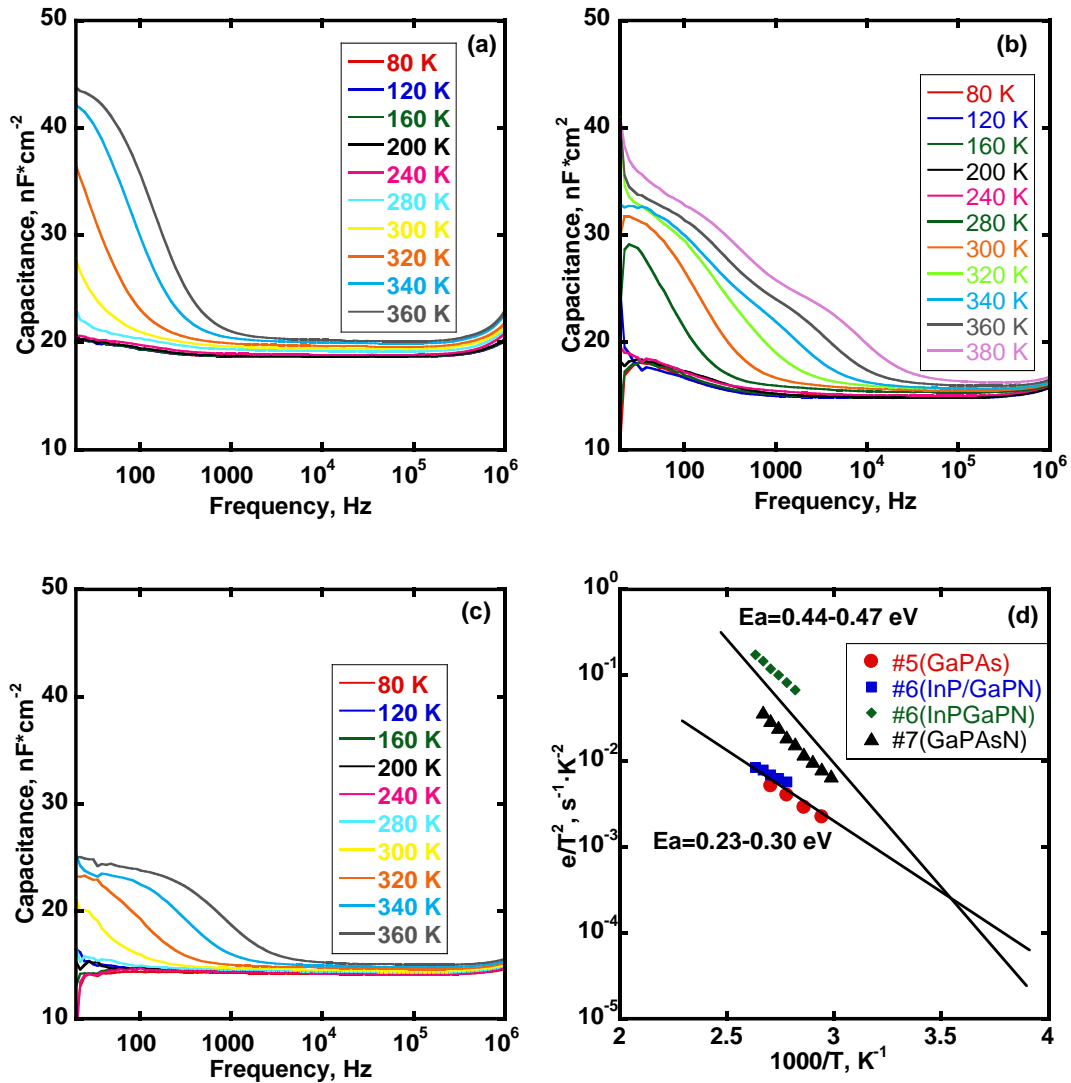 50
(a)
80 K
120 K
160 K
200 K
240 K
280 K
300 K
320 K
340 K
360 K
40
30
20
10
Capacitance, nF*cm⁻²
100 1000 10⁴ 10⁵ 10⁶
Frequency, Hz
50
(b)
80 K
120 K
160 K
200 K
240 K
280 K
300 K
320 K
340 K
360 K
380 K
40
30
20
10
Capacitance, nF*cm²
100 1000 10⁴ 10⁵ 10⁶
Frequency, Hz
50
(c)
80 K
120 K
160 K
200 K
240 K
280 K
300 K
320 K
340 K
360 K
40
30
20
10
Capacitance, nF*cm⁻²
100 1000 10⁴ 10⁵ 10⁶
Frequency, Hz
10⁰
(d)
Ea=0.44-0.47 eV
#5(GaPAs)
#6(InP/GaPN)
#6(InPGaPN)
#7(GaPAsN)
10⁻¹
10⁻²
10⁻³
10⁻⁴
10⁻⁵
e/T², s⁻¹·K⁻²
Ea=0.23-0.30 eV
2 2.5 3 3.5 4
1000/T, K⁻¹